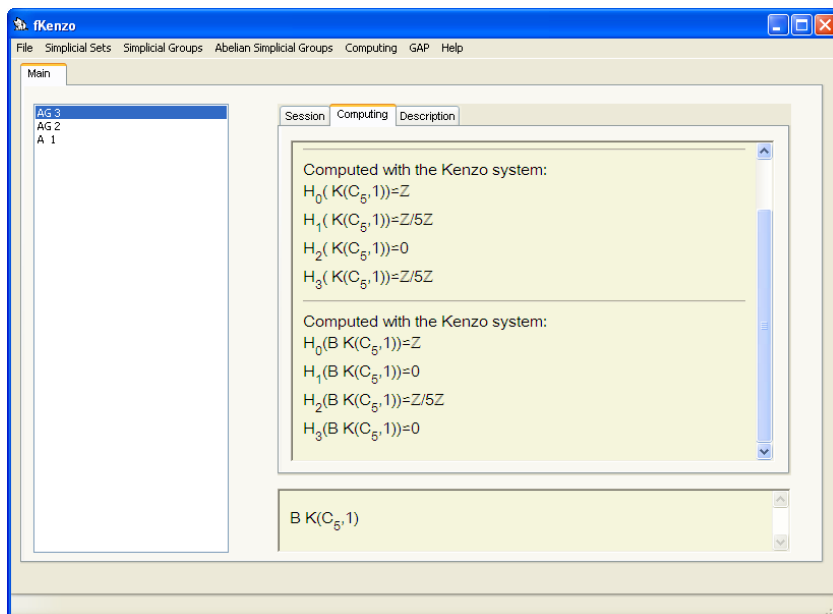 fKenzo
File Simplicial Sets Simplicial Groups Abelian Simplicial Groups Computing GAP Help
Main
AG 3
AG 2
A 1
Session Computing Description
Computed with the Kenzo system:
H₀( K(C₅,1))=Z
H₁( K(C₅,1))=Z/5Z
H₂( K(C₅,1))=0
H₃( K(C₅,1))=Z/5Z
Computed with the Kenzo system:
H₀(B K(C₅,1))=Z
H₁(B K(C₅,1))=0
H₂(B K(C₅,1))=Z/5Z
H₃(B K(C₅,1))=0
B K(C₅,1)